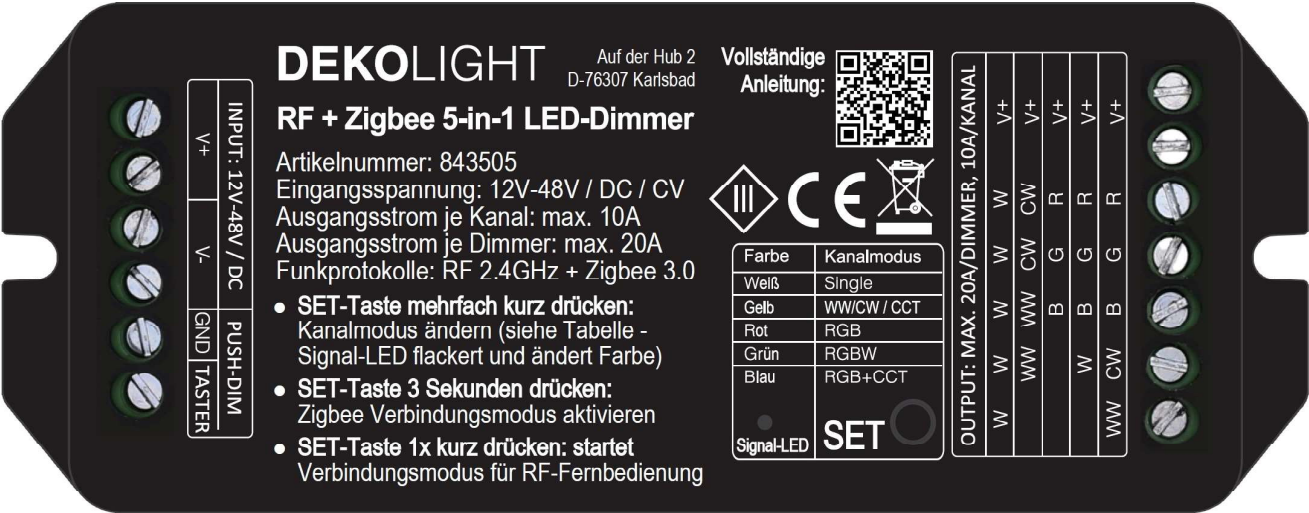 INPUT: 12V-48V / DC
V+
V-
PUSH-DIM
GND
TASTER
DEKOLIGHT
Auf der Hub 2
D-76307 Karlsbad
RF + Zigbee 5-in-1 LED-Dimmer
Artikelnummer: 843505
Eingangsspannung: 12V-48V / DC / CV
Ausgangsstrom je Kanal: max. 10A
Ausgangsstrom je Dimmer: max. 20A
Funkprotokolle: RF 2.4GHz + Zigbee 3.0
● SET-Taste mehrfach kurz drücken:
Kanalmodus ändern (siehe Tabelle -
Signal-LED flackert und ändert Farbe)
● SET-Taste 3 Sekunden drücken:
Zigbee Verbindungsmodus aktivieren
● SET-Taste 1x kurz drücken: startet
Verbindungsmodus für RF-Fernbedienung
Vollständige
Anleitung:
III
CE
Farbe Kanalmodus
Weiß Single
Gelb WW/CW / CCT
Rot RGB
Grün RGBW
Blau RGB+CCT
Signal-LED
SET
OUTPUT: MAX. 20A/DIMMER, 10A/KANAL
W W W W W V+
WW WW CW CW V+
B G R V+
W B G R V+
WW CW B G R V+